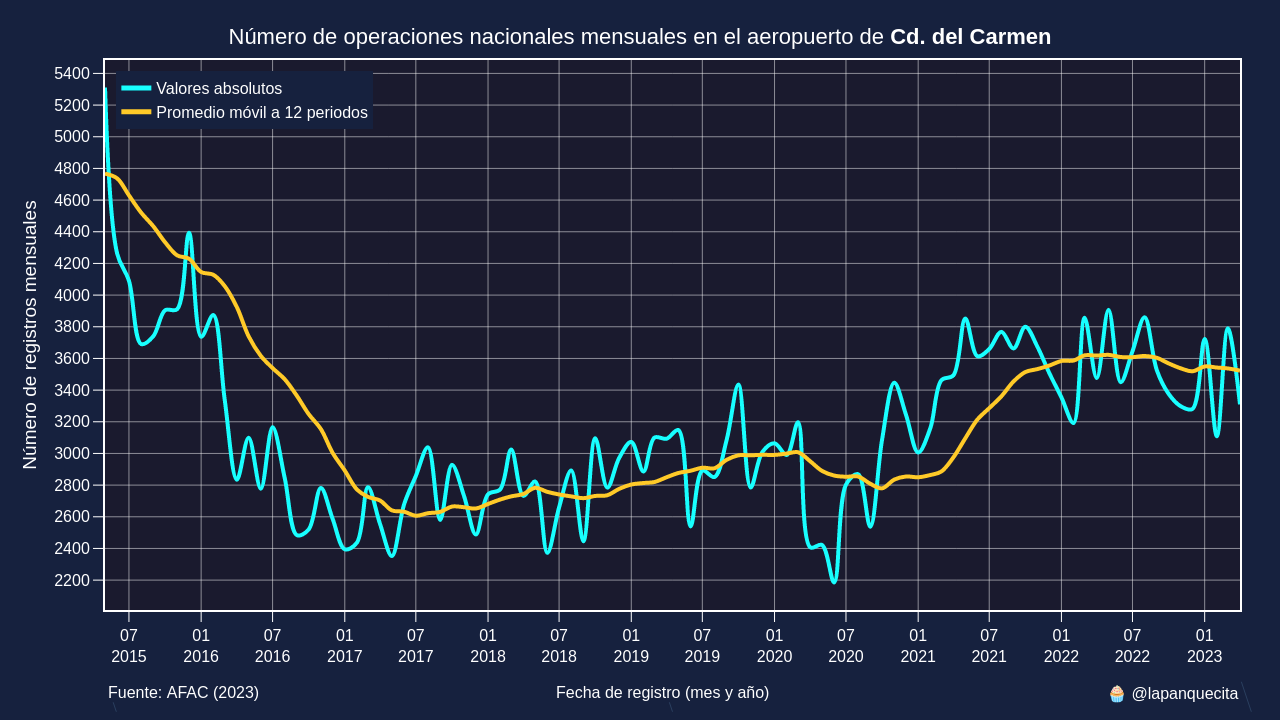 Número de operaciones nacionales mensuales en el aeropuerto de Cd. del Carmen
Valores absolutos
Promedio móvil a 12 periodos
Número de registros mensuales
5400
5200
5000
4800
4600
4400
4200
4000
3800
3600
3400
3200
3000
2800
2600
2400
2200
07 01 07 01 07 01 07 01 07 01 07 01 07 01 07 01
2015 2016 2016 2017 2017 2018 2018 2019 2019 2020 2020 2021 2021 2022 2022 2023
Fuente: AFAC (2023) Fecha de registro (mes y año) 🧁 @lapanquecita